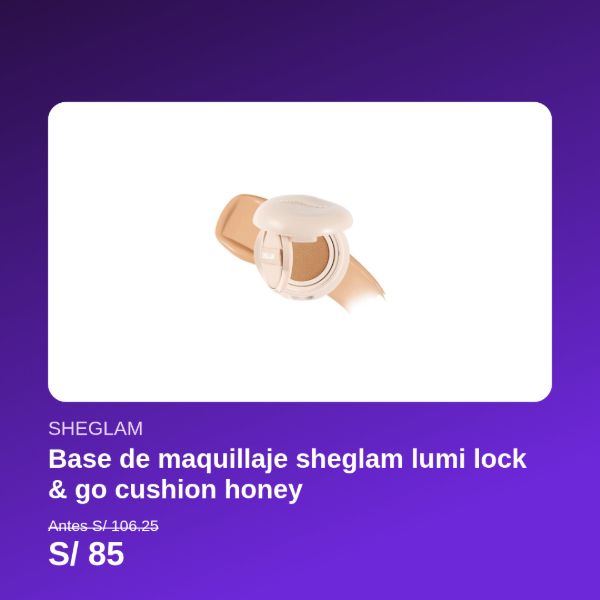 SHEGLAM
Base de maquillaje sheglam lumi lock
& go cushion honey
Antes S/ 106.25
S/ 85